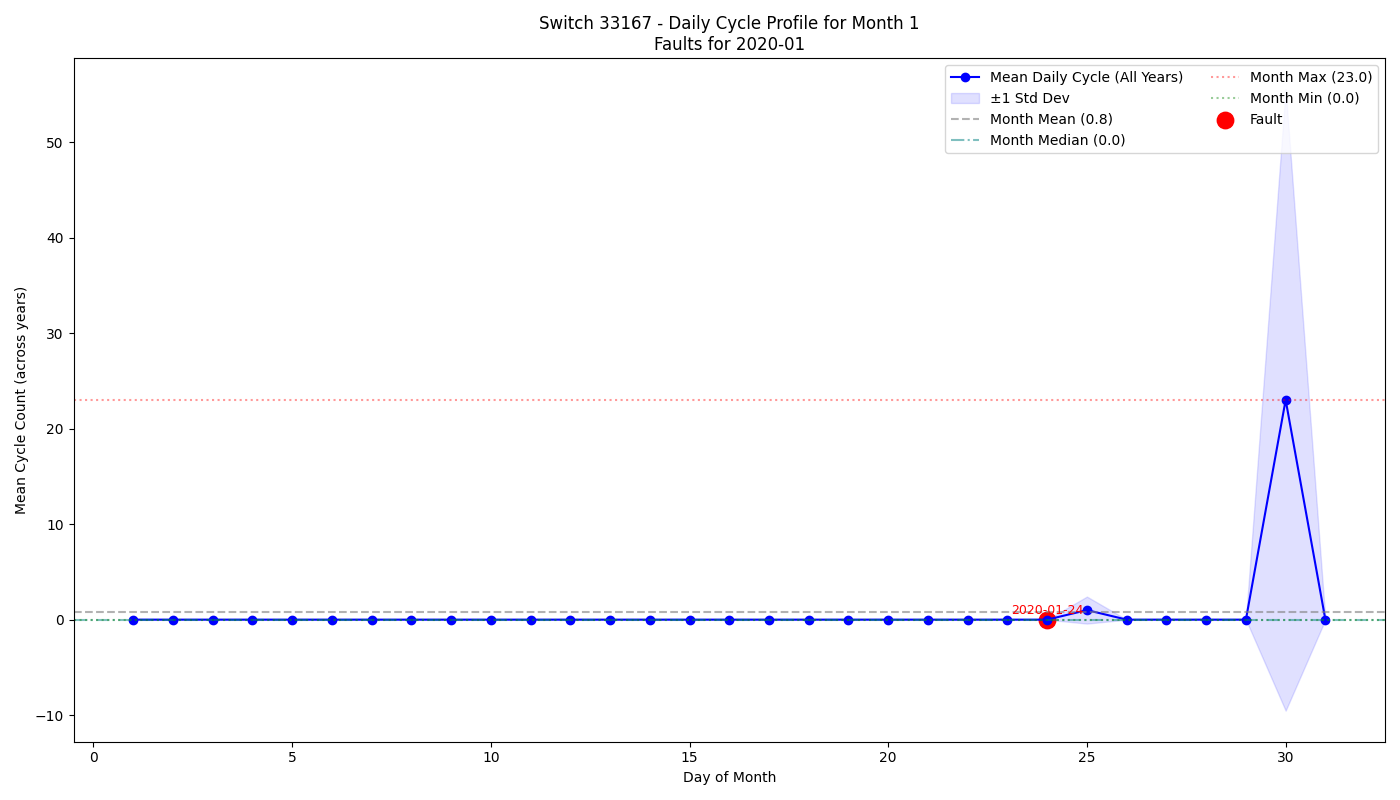 Switch 33167 - Daily Cycle Profile for Month 1
Faults for 2020-01
Mean Daily Cycle (All Years)
±1 Std Dev
Month Mean (0.8)
Month Median (0.0)
Month Max (23.0)
Month Min (0.0)
Fault
Mean Cycle Count (across years)
50
40
30
20
10
0
−10
2020-01-24
0
5
10
15
20
25
30
Day of Month